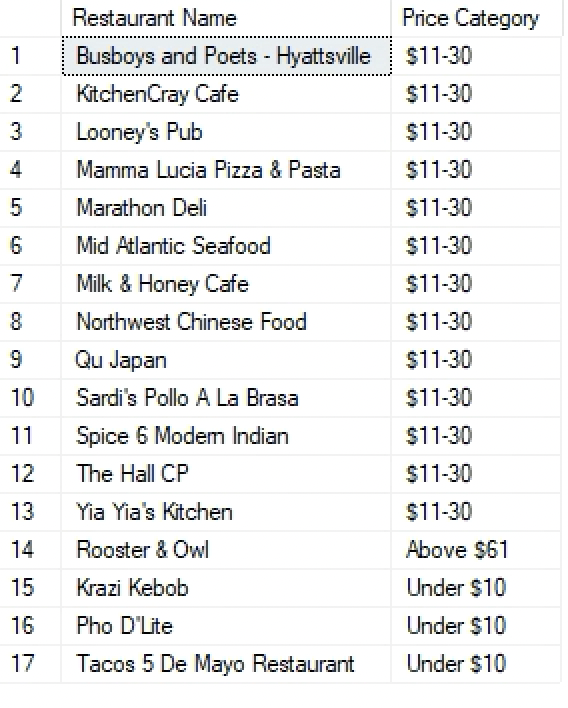 Restaurant Name Price Category
1 Busboys and Poets - Hyattsville $11-30
2 KitchenCray Cafe $11-30
3 Looney's Pub $11-30
4 Mamma Lucia Pizza & Pasta $11-30
5 Marathon Deli $11-30
6 Mid Atlantic Seafood $11-30
7 Milk & Honey Cafe $11-30
8 Northwest Chinese Food $11-30
9 Qu Japan $11-30
10 Sardi's Pollo A La Brasa $11-30
11 Spice 6 Modern Indian $11-30
12 The Hall CP $11-30
13 Yia Yia's Kitchen $11-30
14 Rooster & Owl Above $61
15 Krazi Kebob Under $10
16 Pho D'Lite Under $10
17 Tacos 5 De Mayo Restaurant Under $10